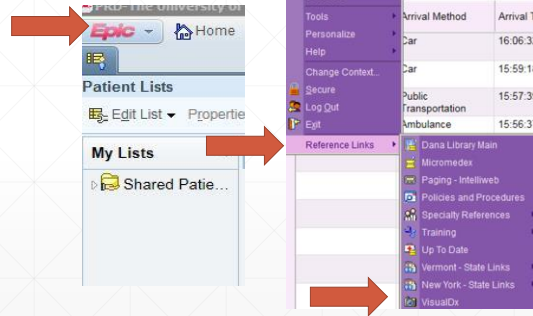 PRD-The University of
Epic
Home
Patient Lists
Edit List
My Lists
Shared Patie...
Tools
Personalize
Help
Change Context...
Secure
Log Out
Exit
Reference Links
Arrival Method
Arrival
Car
16:06:3
Car
15:59:1
Public
Transportation
15:57:3
Ambulance
15:56:3
Dana Library Main
Micromedex
Paging - Intelliweb
Policies and Procedures
Specialty References
Training
Up To Date
Vermont - State Links
New York - State Links
VisualDx